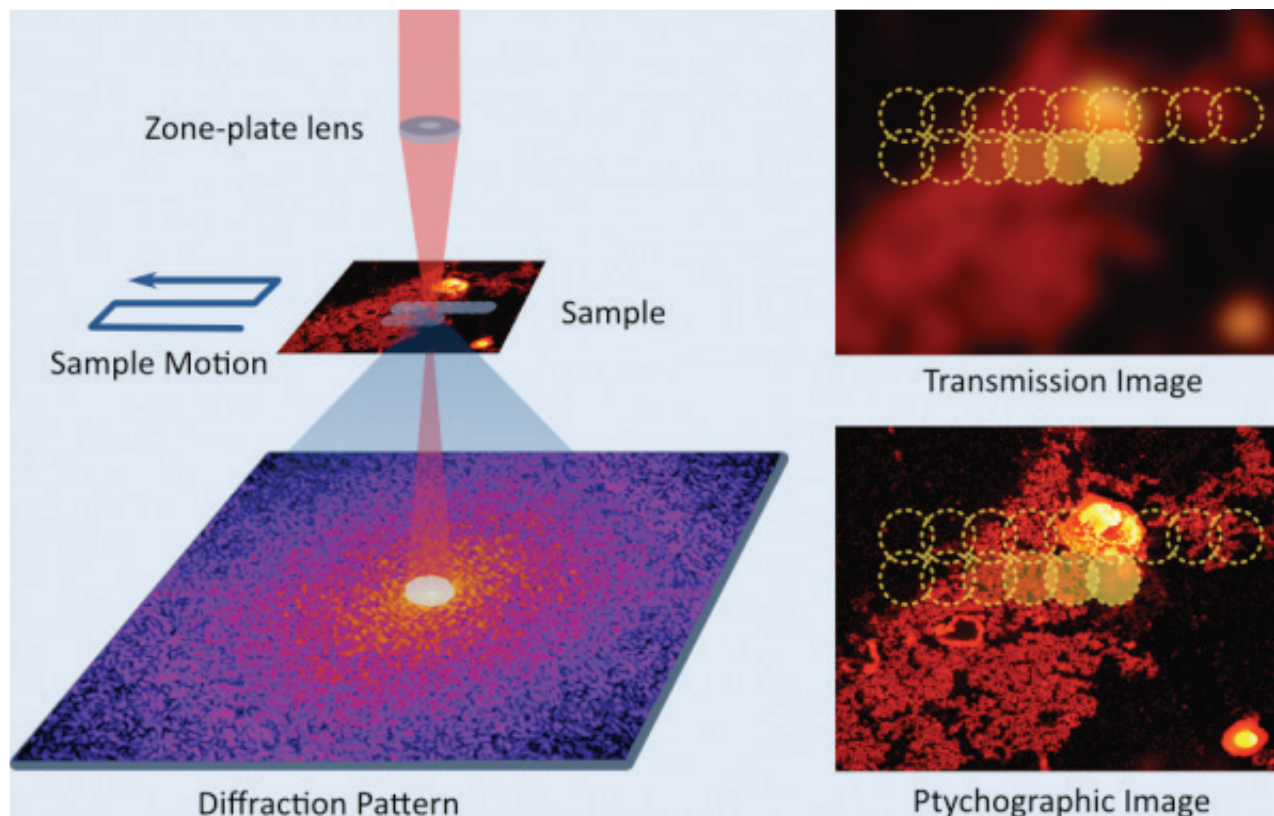 Zone-plate lens
Sample
Sample Motion
Diffraction Pattern
Transmission Image
Ptychographic Image